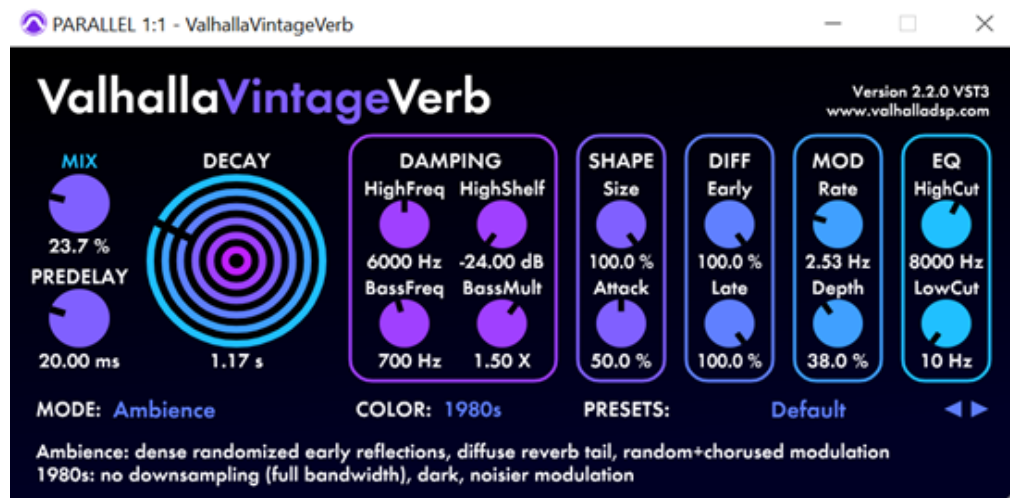 PARALLEL 1:1 - ValhallaVintageVerb
ValhallaVintageVerb
Version 2.2.0 VST3
www.valhalladsp.com
MIX
23.7 %
PREDELAY
20.00 ms
DECAY
1.17 s
DAMPING
HighFreq HighShelf
6000 Hz -24.00 dB
BassFreq BassMult
700 Hz 1.50 X
SHAPE
Size
100.0 %
Attack
50.0 %
DIFF
Early
100.0 %
Late
100.0 %
MOD
Rate
2.53 Hz
Depth
38.0 %
EQ
HighCut
8000 Hz
LowCut
10 Hz
MODE: Ambience COLOR: 1980s PRESETS: Default
Ambience: dense randomized early reflections, diffuse reverb tail, random+chorused modulation
1980s: no downsampling (full bandwidth), dark, noisier modulation